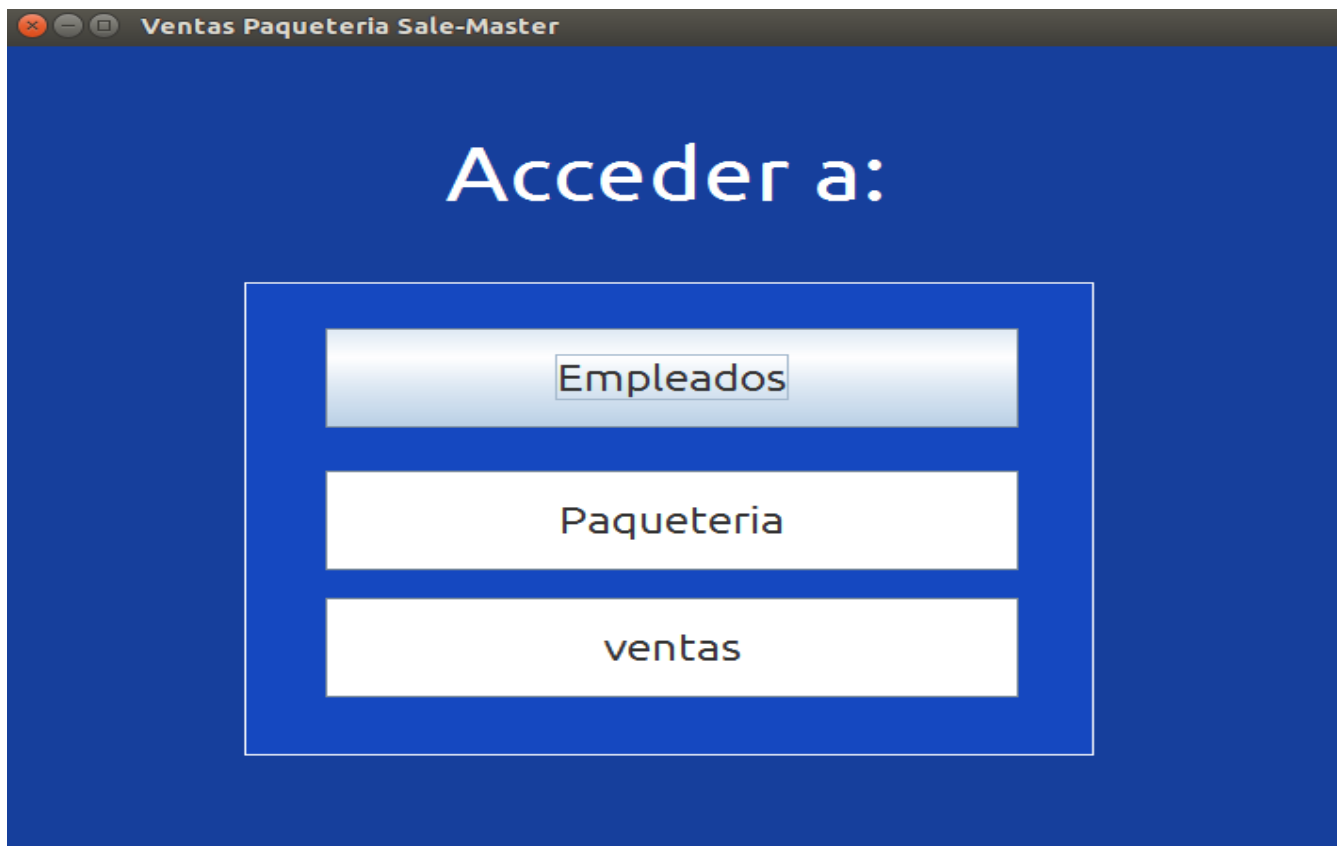 Ventas Paqueteria Sale-Master
Acceder a:
Empleados
Paqueteria
ventas